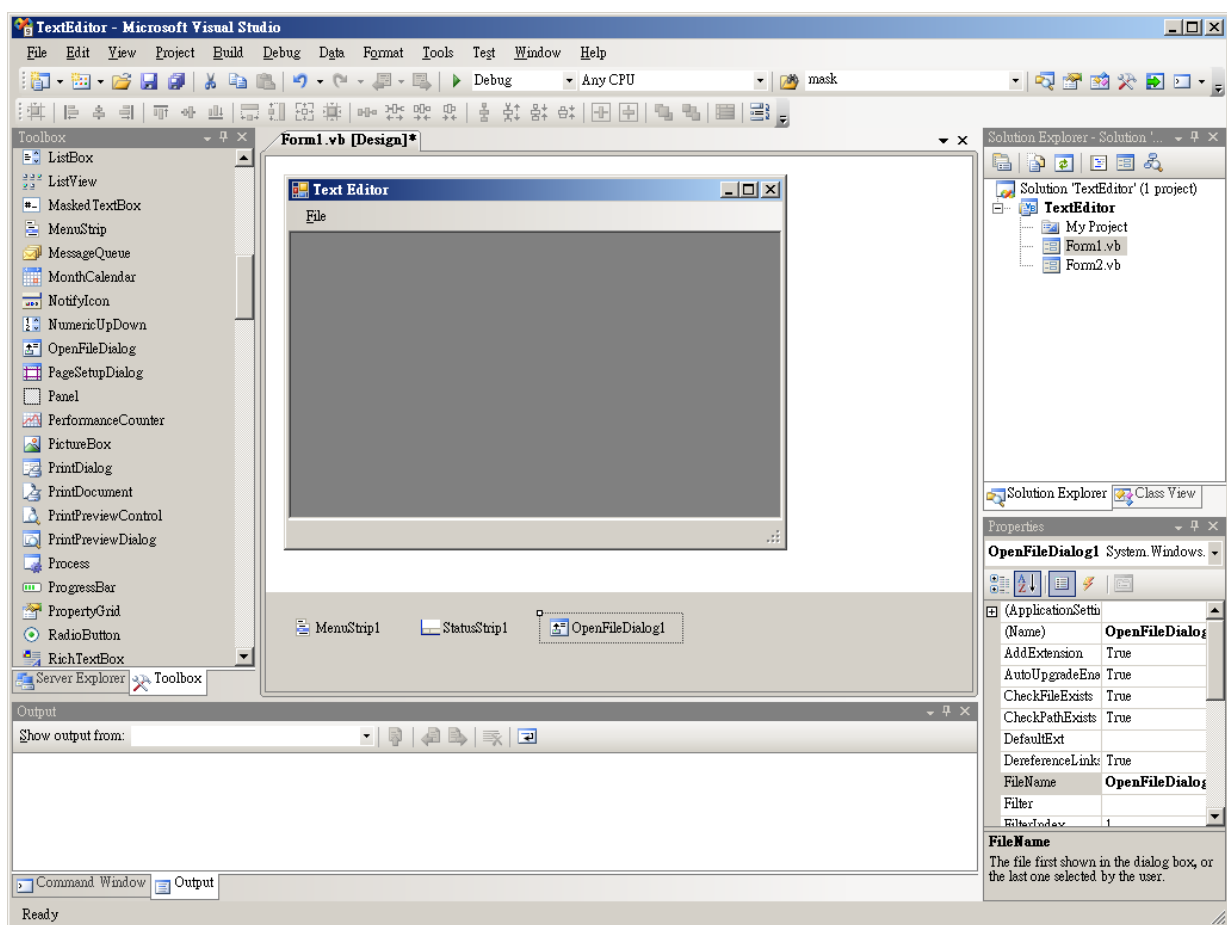 TextEditor - Microsoft Visual Studio
File Edit View Project Build Debug Data Format Tools Test Window Help
Debug Any CPU mask
Toolbox
ListBox
ListView
MaskedTextBox
MenuStrip
MessageQueue
MonthCalendar
NotifyIcon
NumericUpDown
OpenFileDialog
PageSetupDialog
Panel
PerformanceCounter
PictureBox
PrintDialog
PrintDocument
PrintPreviewControl
PrintPreviewDialog
Process
ProgressBar
PropertyGrid
RadioButton
RichTextBox
Server Explorer Toolbox
Form1.vb [Design]*
Text Editor
File
MenuStrip1 StatusStrip1 OpenFileDialog1
Solution Explorer - Solution '...
Solution 'TextEditor' (1 project)
TextEditor
My Project
Form1.vb
Form2.vb
Solution Explorer Class View
Properties
OpenFileDialog1 System.Windows.
(ApplicationSettin
(Name) OpenFileDialog
AddExtension True
AutoUpgradeEna True
CheckFileExists True
CheckPathExists True
DefaultExt
DereferenceLinks True
FileName OpenFileDialog
Filter
FilterIndex 1
FileName
The file first shown in the dialog box, or
the last one selected by the user.
Output
Show output from:
Command Window Output
Ready